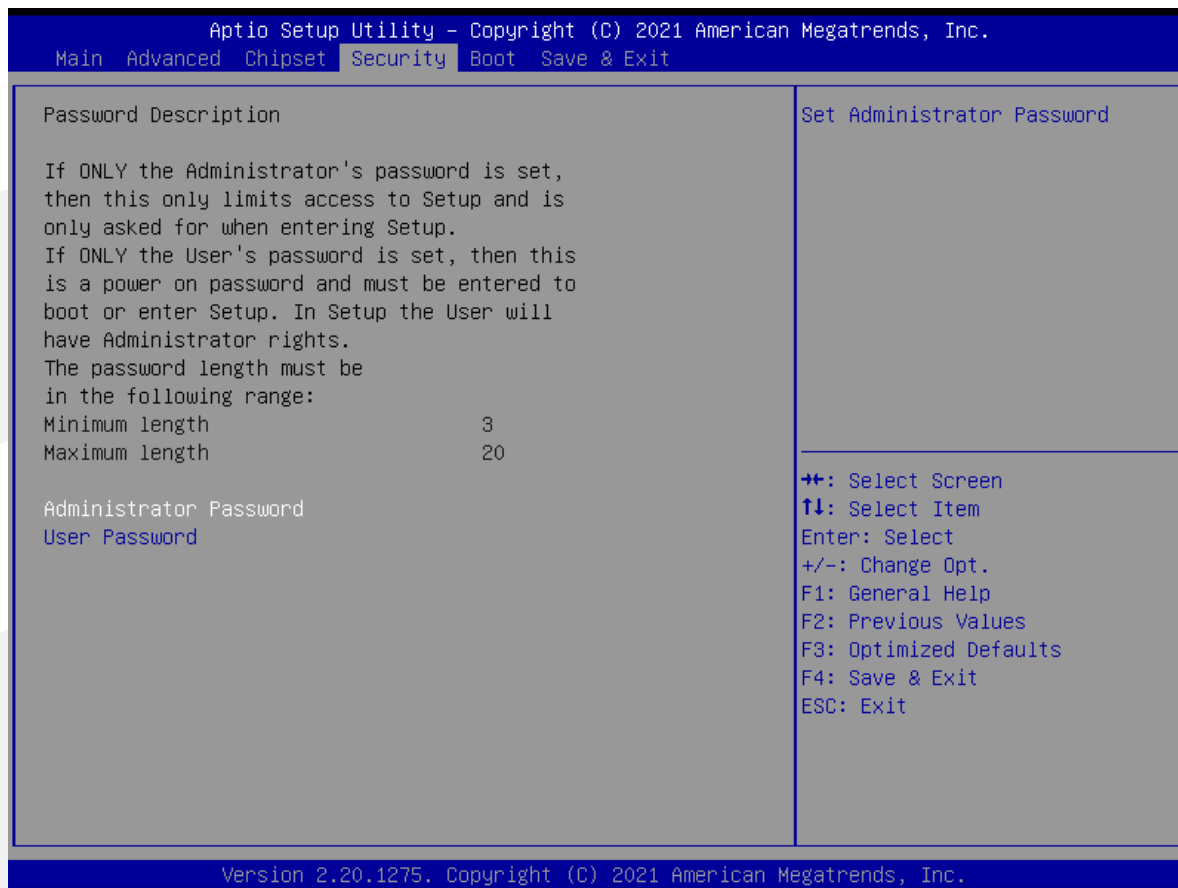 Aptio Setup Utility – Copyright (C) 2021 American Megatrends, Inc.
Main Advanced Chipset Security Boot Save & Exit
Password Description
If ONLY the Administrator's password is set,
then this only limits access to Setup and is
only asked for when entering Setup.
If ONLY the User's password is set, then this
is a power on password and must be entered to
boot or enter Setup. In Setup the User will
have Administrator rights.
The password length must be
in the following range:
Minimum length 3
Maximum length 20
Administrator Password
User Password
Set Administrator Password
→←: Select Screen
↑↓: Select Item
Enter: Select
+/-: Change Opt.
F1: General Help
F2: Previous Values
F3: Optimized Defaults
F4: Save & Exit
ESC: Exit
Version 2.20.1275. Copyright (C) 2021 American Megatrends, Inc.